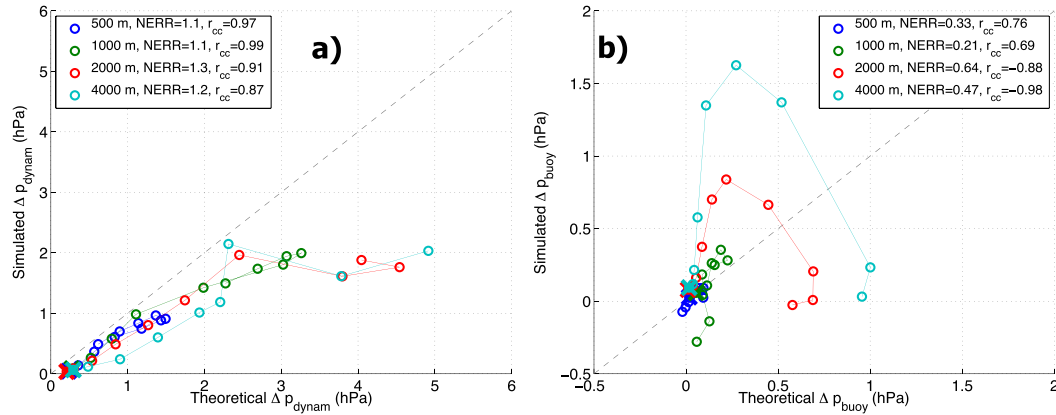 a)
500 m, NERR=1.1, r_cc=0.97
1000 m, NERR=1.1, r_cc=0.99
2000 m, NERR=1.3, r_cc=0.91
4000 m, NERR=1.2, r_cc=0.87
Simulated Δ p_dynam (hPa)
6
5
4
3
2
1
0
0 1 2 3 4 5 6
Theoretical Δ p_dynam (hPa)
b)
500 m, NERR=0.33, r_cc=0.76
1000 m, NERR=0.21, r_cc=0.69
2000 m, NERR=0.64, r_cc=−0.88
4000 m, NERR=0.47, r_cc=−0.98
Simulated Δ p_buoy (hPa)
2
1.5
1
0.5
0
−0.5
−0.5 0 0.5 1 1.5 2
Theoretical Δ p_buoy (hPa)